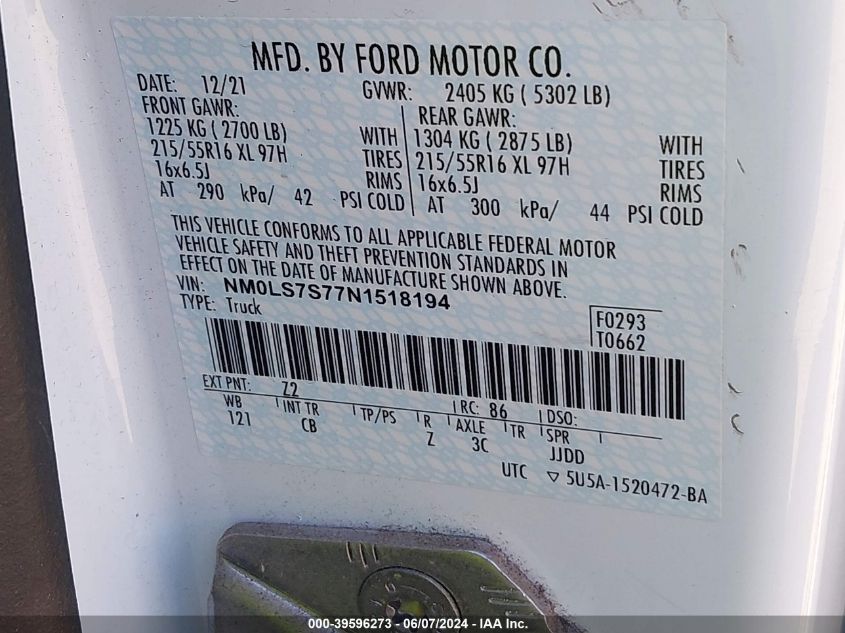 MFD. BY FORD MOTOR CO.
DATE: 12/21 GVWR: 2405 KG ( 5302 LB)
FRONT GAWR: REAR GAWR:
1225 KG ( 2700 LB) WITH 1304 KG ( 2875 LB) WITH
215/55R16 XL 97H TIRES 215/55R16 XL 97H TIRES
16x6.5J RIMS 16x6.5J RIMS
AT 290 kPa/ 42 PSI COLD AT 300 kPa/ 44 PSI COLD
THIS VEHICLE CONFORMS TO ALL APPLICABLE FEDERAL MOTOR
VEHICLE SAFETY AND THEFT PREVENTION STANDARDS IN
EFFECT ON THE DATE OF MANUFACTURE SHOWN ABOVE.
VIN: NM0LS7S77N1518194
TYPE: Truck F0293
T0662
EXT PNT: Z2 RC: 86 DSO:
WB INT TR TP/PS R AXLE TR SPR
121 CB Z 3C JJDD
UTC ▽ 5U5A-1520472-BA
000-39596273 - 06/07/2024 - IAA Inc.